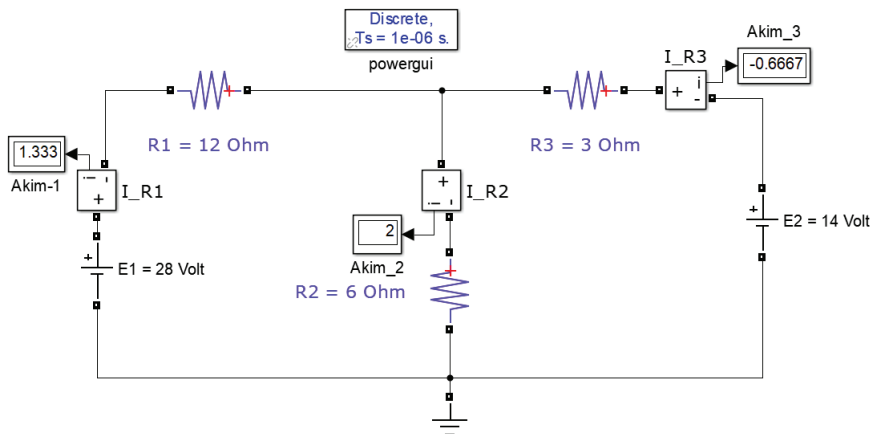 Discrete,
Ts = 1e-06 s.
powergui
Akim_3
I_R3
-0.6667
i
+
-
R1 = 12 Ohm
R3 = 3 Ohm
1.333
Akim-1
i
-
+
I_R1
+
i
-
I_R2
2
Akim_2
+
E1 = 28 Volt
R2 = 6 Ohm
+
E2 = 14 Volt